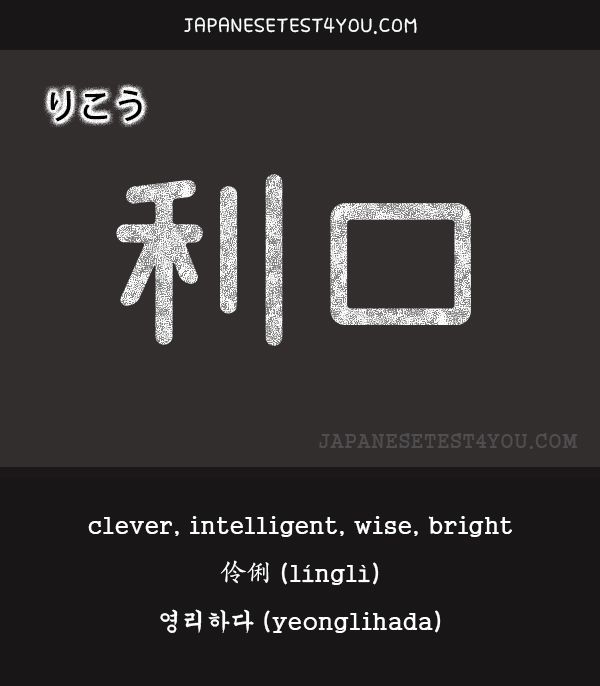 JAPANESETEST4YOU.COM
りこう
利口
JAPANESETEST4YOU.COM
clever, intelligent, wise, bright
伶俐 (línglì)
영리하다 (yeonglihada)